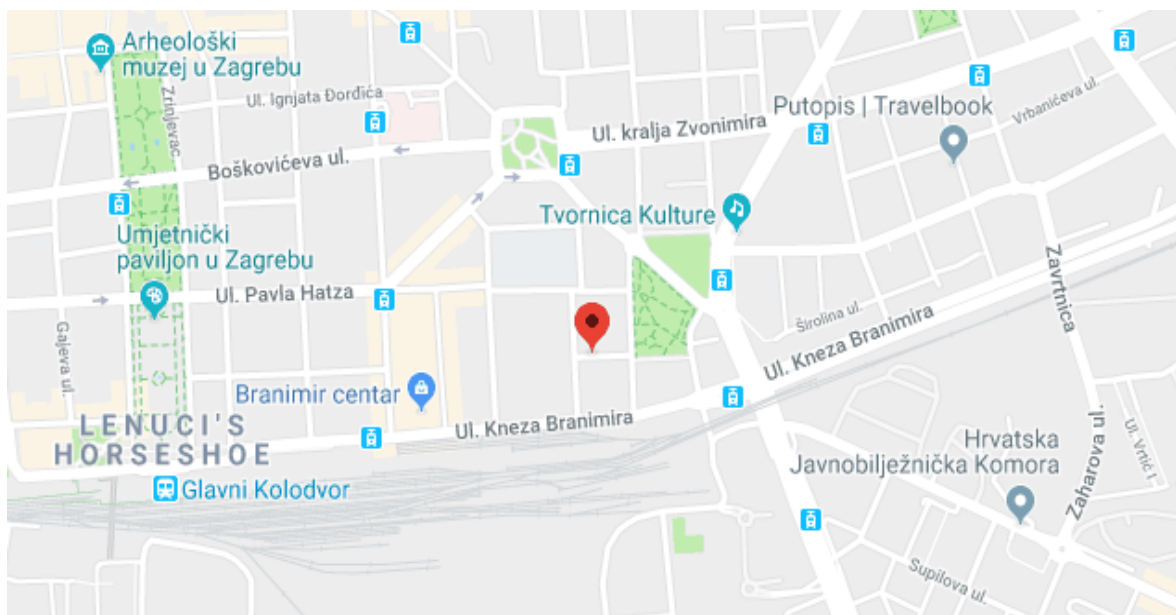 Arheološki
muzej u Zagrebu
Zrinjevac
Ul. Ignjata Đorđića
Boškovićeva ul.
Ul. kralja Zvonimira
Putopis | Travelbook
Vrbanićeva ul.
Tvornica Kulture
Umjetnički
paviljon u Zagrebu
Ul. Pavla Hatza
Gajeva ul.
Zavrtnica
Širolina ul.
Ul. Kneza Branimira
Branimir centar
Ul. Kneza Branimira
LENUCI'S
HORSESHOE
Glavni Kolodvor
Hrvatska
Javnobilježnička Komora
Zaharova ul.
Ul. Vrtić I
Supilova ul.